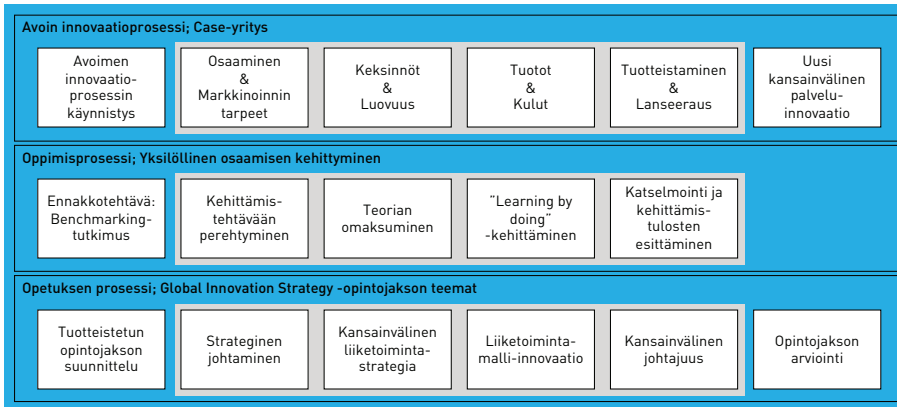 Avoin innovaatioprosessi; Case-yritys
Avoimen
innovaatio-
prosessin
käynnistys
Osaaminen
&
Markkinoinnin
tarpeet
Keksinnöt
&
Luovuus
Tuotot
&
Kulut
Tuotteistaminen
&
Lanseeraus
Uusi
kansainvälinen
palvelu-
innovaatio
Oppimisprosessi; Yksilöllinen osaamisen kehittyminen
Ennakkotehtävä:
Benchmarking-
tutkimus
Kehittämis-
tehtävään
perehtyminen
Teorian
omaksuminen
”Learning by
doing”
-kehittäminen
Katselmointi ja
kehittämis-
tulosten
esittäminen
Opetuksen prosessi; Global Innovation Strategy -opintojakson teemat
Tuotteistetun
opintojakson
suunnittelu
Strateginen
johtaminen
Kansainvälinen
liiketoiminta-
strategia
Liiketoiminta-
malli-innovaatio
Kansainvälinen
johtajuus
Opintojakson
arviointi